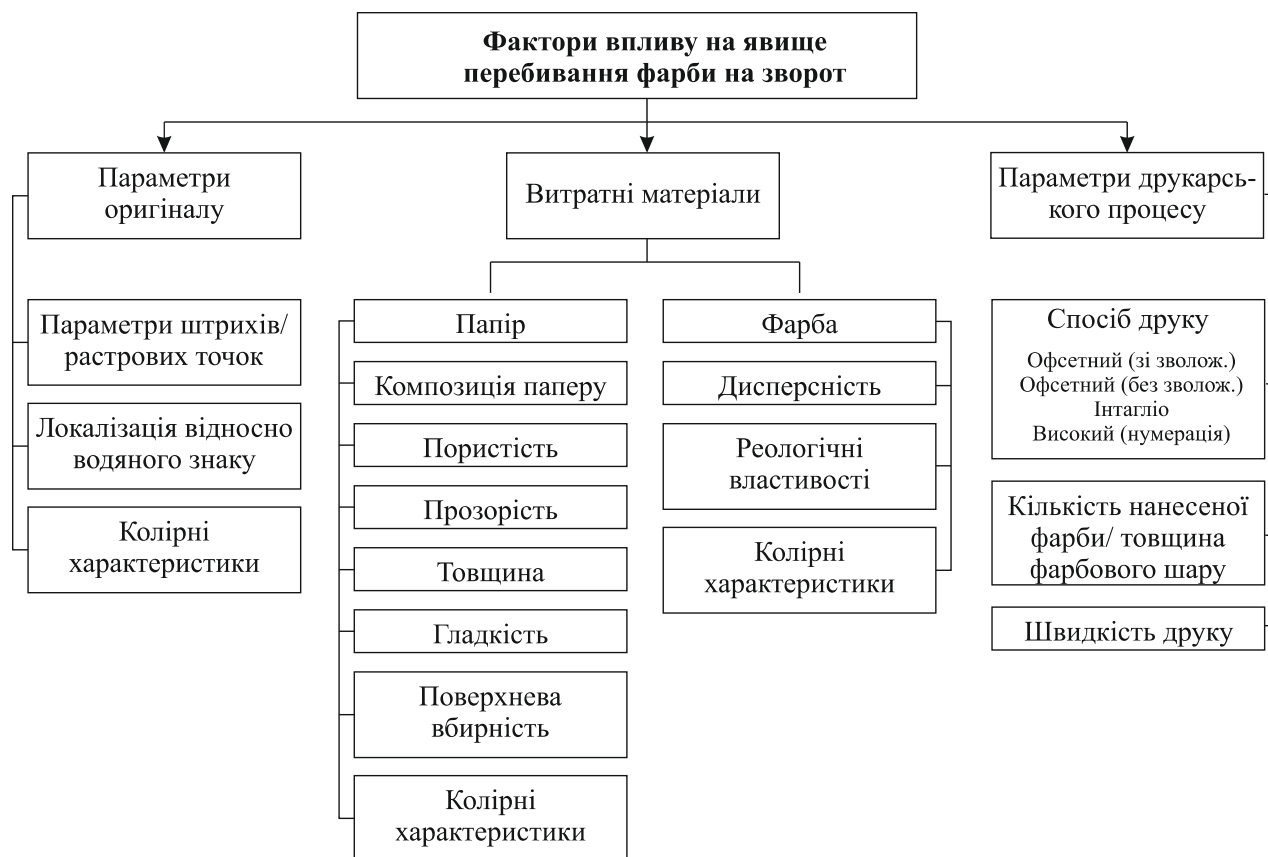 Фактори впливу на явище
перебивання фарби на зворот
Параметри
оригіналу
Параметри штрихів/
растрових точок
Локалізація відносно
водяного знаку
Колірні
характеристики
Витратні матеріали
Папір
Композиція паперу
Пористість
Прозорість
Товщина
Гладкість
Поверхнева
вбирність
Колірні
характеристики
Фарба
Дисперсність
Реологічні
властивості
Колірні
характеристики
Параметри друкарсь-
кого процесу
Спосіб друку
Офсетний (зі зволож.)
Офсетний (без зволож.)
Інтагліо
Високий (нумерація)
Кількість нанесеної
фарби/ товщина
фарбового шару
Швидкість друку